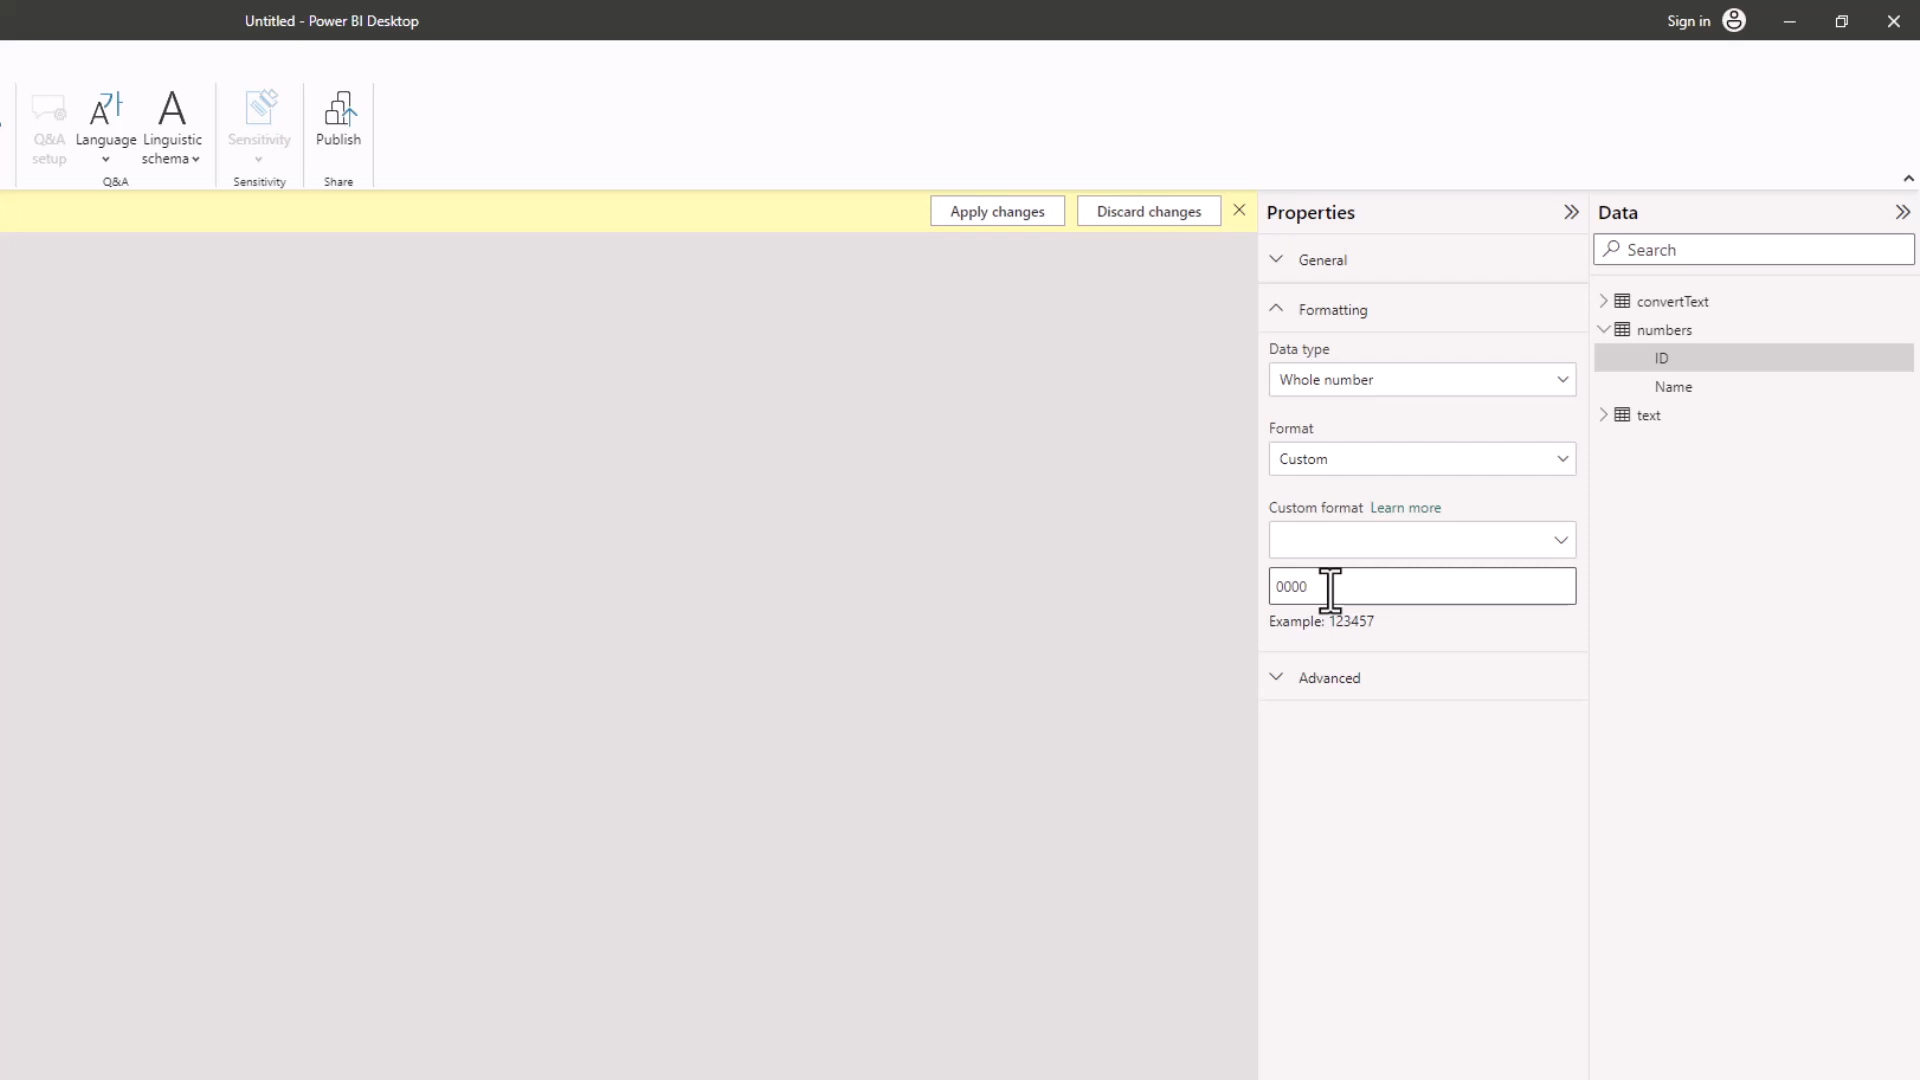 Untitled - Power BI Desktop
Sign in
Q&A setup
Language
Linguistic schema
Sensitivity
Publish
Q&A
Sensitivity
Share
Apply changes
Discard changes
Properties
General
Formatting
Data type
Whole number
Format
Custom
Custom format Learn more
0000
Example: 123457
Advanced
Data
Search
convertText
numbers
ID
Name
text